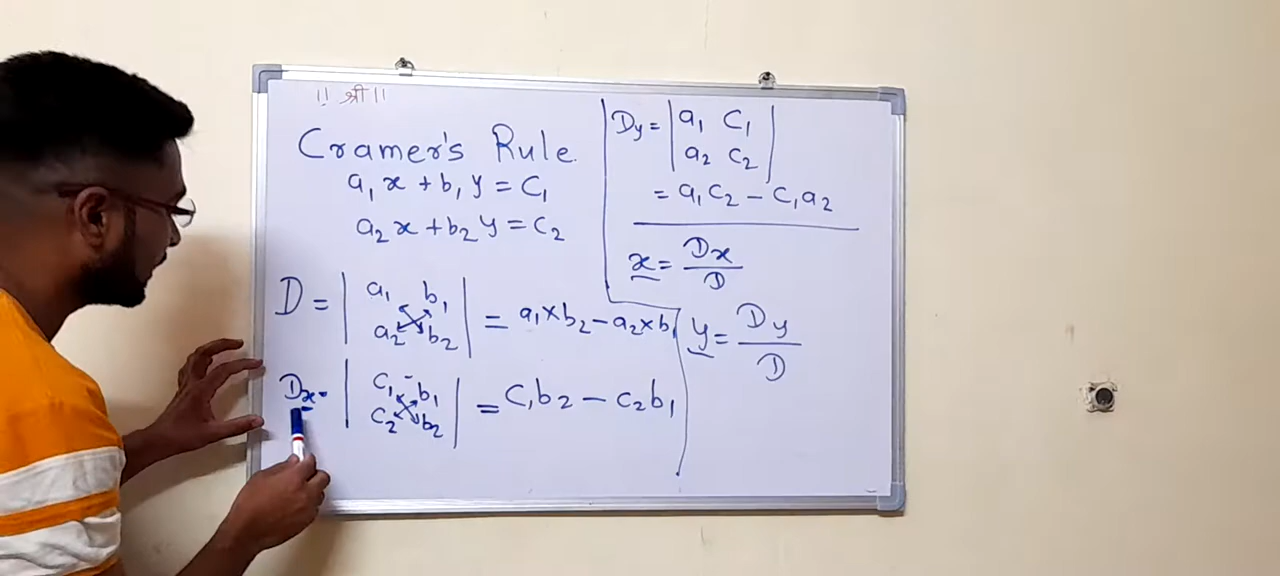 !! श्री !!
Cramer's Rule.
a₁x + b₁y = C₁
a₂x + b₂y = C₂
D = | a₁ b₁ |
| a₂ b₂ | = a₁×b₂ − a₂×b₁
Dx = | C₁ b₁ |
| C₂ b₂ | = C₁b₂ − C₂b₁
Dy = | a₁ C₁ |
| a₂ C₂ |
= a₁C₂ − C₁a₂
x = Dx / D
y = Dy / D